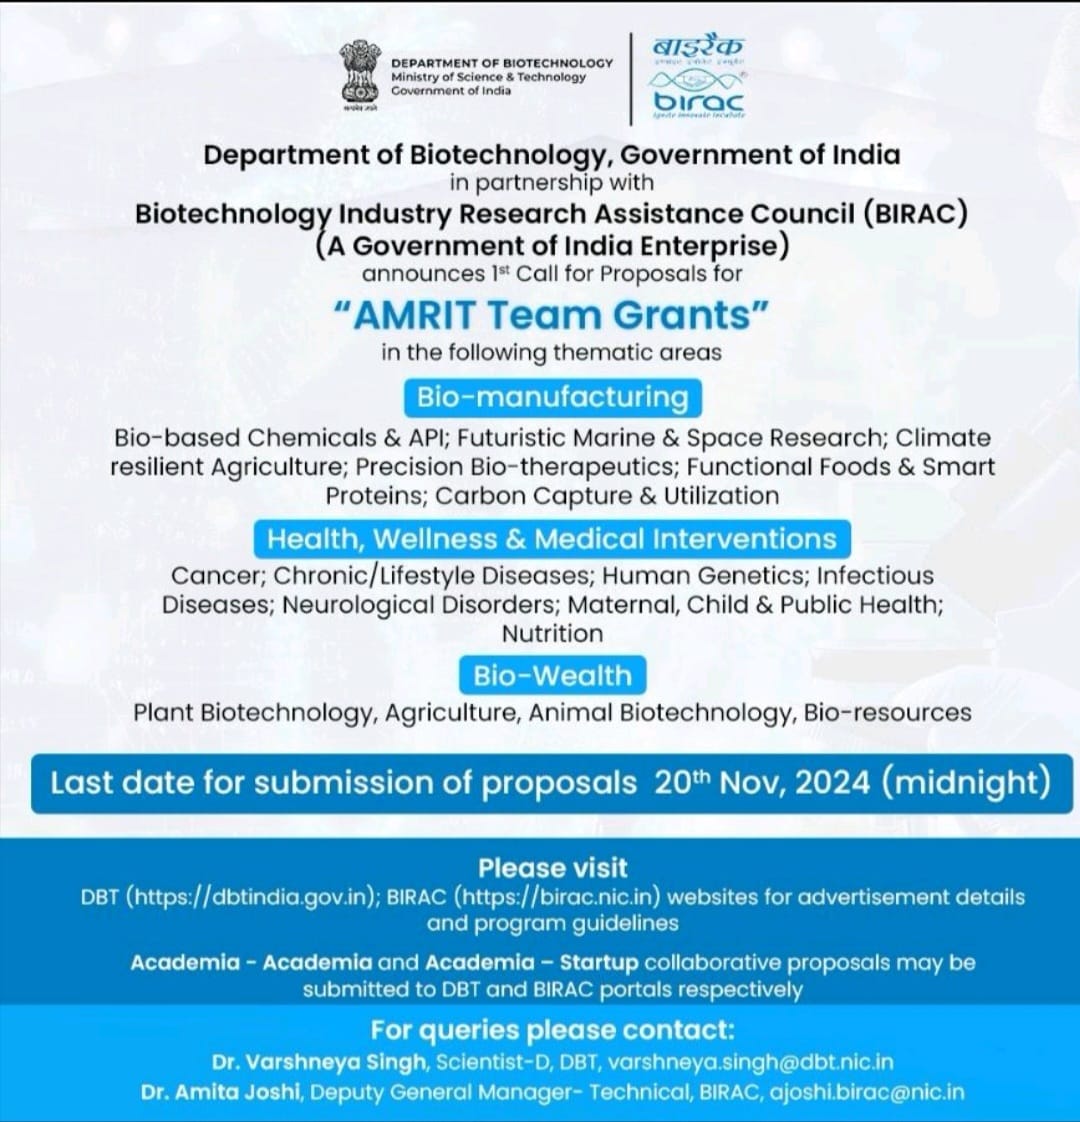 DEPARTMENT OF BIOTECHNOLOGY
Ministry of Science & Technology
Government of India
बाइरैक
birac
Ignite Innovate Incubate
Department of Biotechnology, Government of India
in partnership with
Biotechnology Industry Research Assistance Council (BIRAC)
(A Government of India Enterprise)
announces 1st Call for Proposals for
“AMRIT Team Grants”
in the following thematic areas
Bio-manufacturing
Bio-based Chemicals & API; Futuristic Marine & Space Research; Climate
resilient Agriculture; Precision Bio-therapeutics; Functional Foods & Smart
Proteins; Carbon Capture & Utilization
Health, Wellness & Medical Interventions
Cancer; Chronic/Lifestyle Diseases; Human Genetics; Infectious
Diseases; Neurological Disorders; Maternal, Child & Public Health;
Nutrition
Bio-Wealth
Plant Biotechnology, Agriculture, Animal Biotechnology, Bio-resources
Last date for submission of proposals 20th Nov, 2024 (midnight)
Please visit
DBT (https://dbtindia.gov.in); BIRAC (https://birac.nic.in) websites for advertisement details
and program guidelines
Academia - Academia and Academia – Startup collaborative proposals may be
submitted to DBT and BIRAC portals respectively
For queries please contact:
Dr. Varshneya Singh, Scientist-D, DBT, varshneya.singh@dbt.nic.in
Dr. Amita Joshi, Deputy General Manager- Technical, BIRAC, ajoshi.birac@nic.in